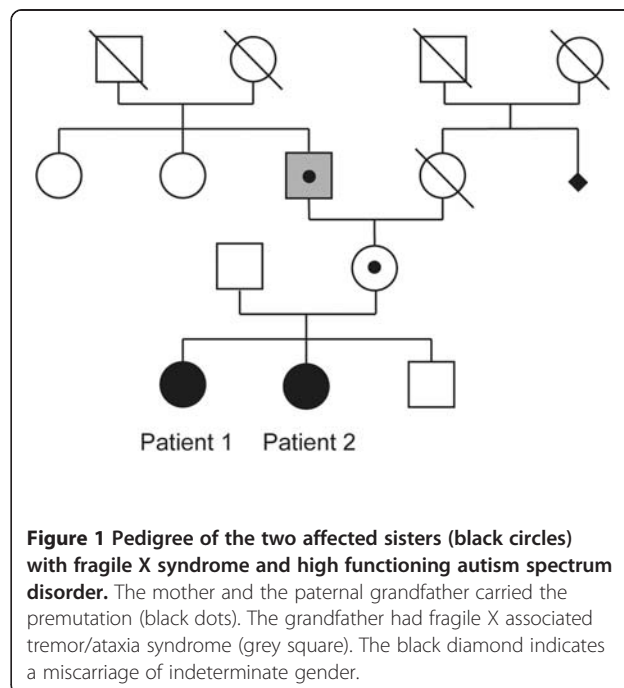 Patient 1 Patient 2
Figure 1 Pedigree of the two affected sisters (black circles)
with fragile X syndrome and high functioning autism spectrum
disorder. The mother and the paternal grandfather carried the
premutation (black dots). The grandfather had fragile X associated
tremor/ataxia syndrome (grey square). The black diamond indicates
a miscarriage of indeterminate gender.